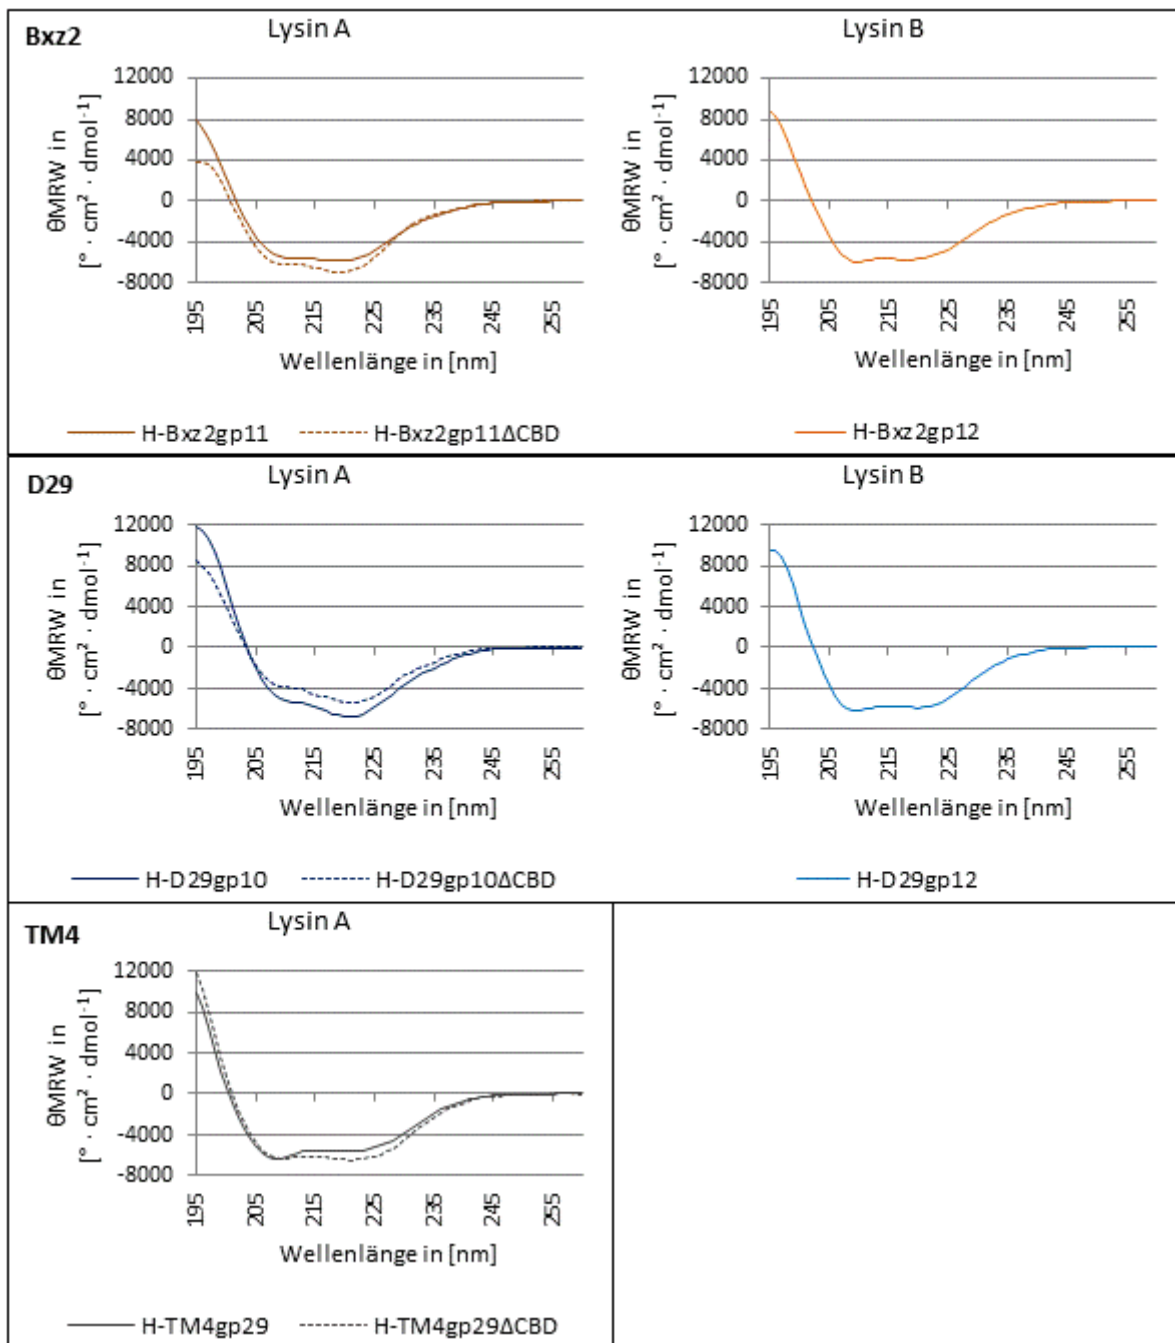 Bxz2
Lysin A
12000
8000
4000
0
-4000
-8000
θMRW in
[° · cm² · dmol⁻¹]
195
205
215
225
235
245
255
Wellenlänge in [nm]
H-Bxz2gp11
H-Bxz2gp11ΔCBD
Lysin B
12000
8000
4000
0
-4000
-8000
θMRW in
[° · cm² · dmol⁻¹]
195
205
215
225
235
245
255
Wellenlänge in [nm]
H-Bxz2gp12
D29
Lysin A
12000
8000
4000
0
-4000
-8000
θMRW in
[° · cm² · dmol⁻¹]
195
205
215
225
235
245
255
Wellenlänge in [nm]
H-D29gp10
H-D29gp10ΔCBD
Lysin B
12000
8000
4000
0
-4000
-8000
θMRW in
[° · cm² · dmol⁻¹]
195
205
215
225
235
245
255
Wellenlänge in [nm]
H-D29gp12
TM4
Lysin A
12000
8000
4000
0
-4000
-8000
θMRW in
[° · cm² · dmol⁻¹]
195
205
215
225
235
245
255
Wellenlänge in [nm]
H-TM4gp29
H-TM4gp29ΔCBD